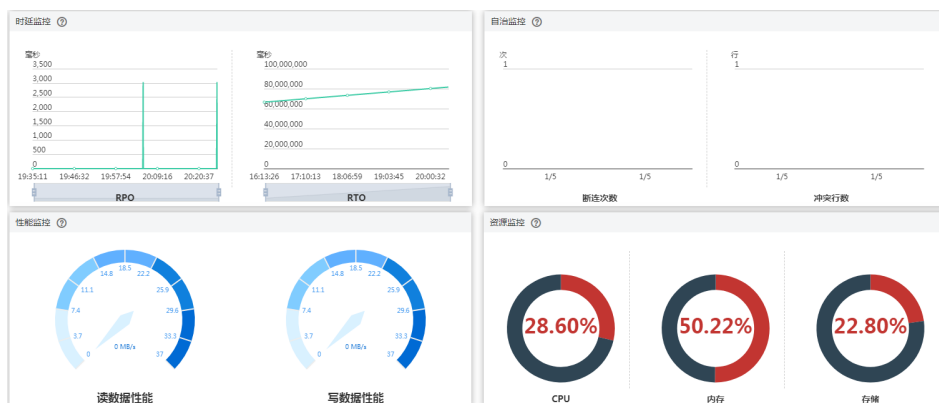 时延监控 ?
毫秒
3,500
3,000
2,500
2,000
1,500
1,000
500
0
19:35:11 19:46:32 19:57:54 20:09:16 20:20:37
RPO
毫秒
100,000,000
80,000,000
60,000,000
40,000,000
20,000,000
0
16:13:26 17:10:13 18:06:59 19:03:45 20:00:32
RTO
自治监控 ?
次
1
0
1/5 1/5
断连次数
行
1
0
1/5 1/5
冲突行数
性能监控 ?
0
3.7
7.4
11.1
14.8
18.5
22.2
25.9
29.6
33.3
37
0 MB/s
读数据性能
0
3.7
7.4
11.1
14.8
18.5
22.2
25.9
29.6
33.3
37
0 MB/s
写数据性能
资源监控 ?
28.60%
CPU
50.22%
内存
22.80%
存储